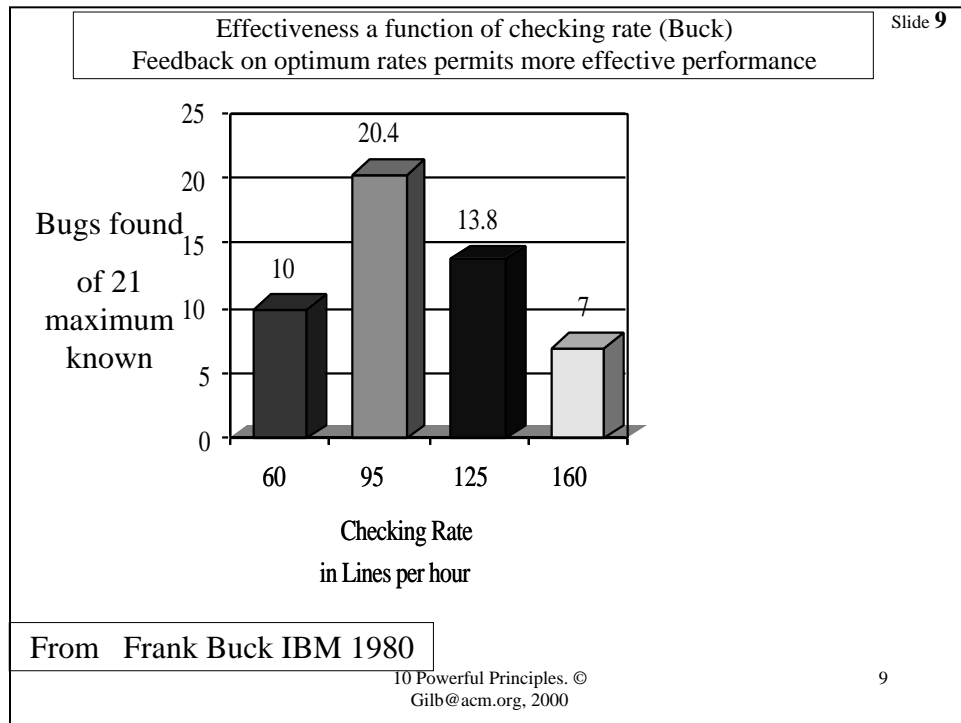 Slide 9
Effectiveness a function of checking rate (Buck)
Feedback on optimum rates permits more effective performance
25
20
15
10
5
0
20.4
13.8
10
7
Bugs found
of 21
maximum
known
60 95 125 160
Checking Rate
in Lines per hour
From Frank Buck IBM 1980
10 Powerful Principles. ©
Gilb@acm.org, 2000
9